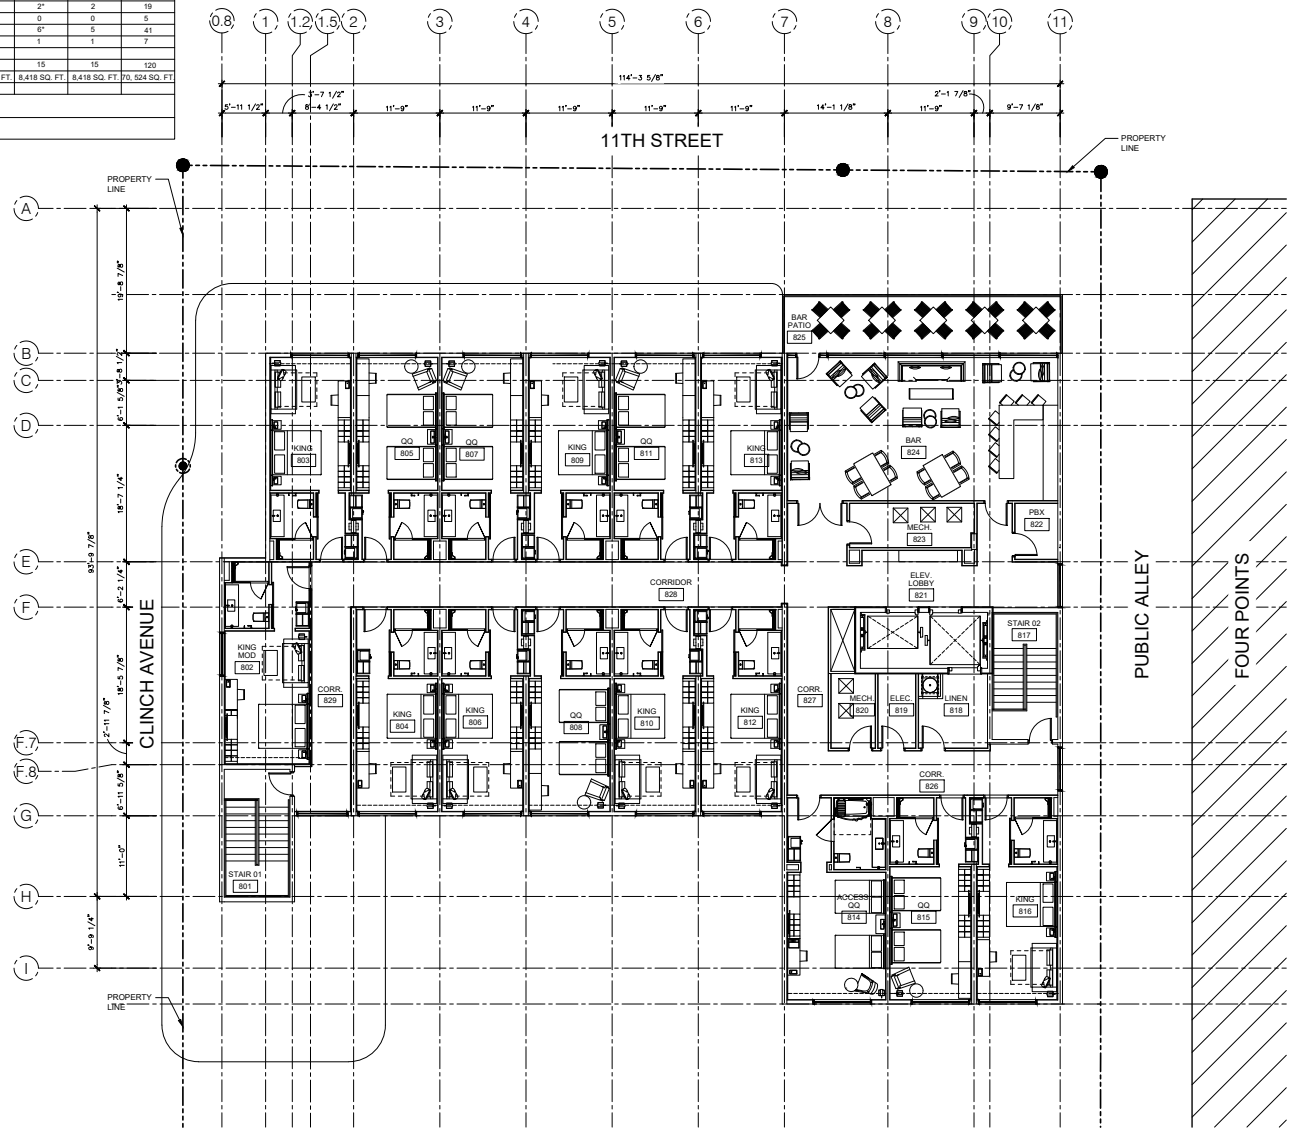 2* 2 19
0 0 5
6* 5 41
1 1 7
15 15 120
FT. 8,418 SQ. FT. 8,418 SQ. FT. 70, 524 SQ. FT.
0.8 1 1.2 1.5 2 3 4 5 6 7 8 9 10 11
114'-3 5/8"
3'-7 1/2" 2'-1 7/8"
5'-11 1/2" 8'-4 1/2" 11'-9" 11'-9" 11'-9" 11'-9" 11'-9" 14'-1 1/8" 11'-9" 9'-7 1/8"
11TH STREET
PROPERTY
LINE
PROPERTY
LINE
A
19'-8 7/8"
BAR
PATIO
825
B
C
6'-1 5/8"
D
KING
803
QQ
805
QQ
807
KING
809
QQ
811
KING
813
BAR
824
18'-7 1/4"
93'-9 7/8"
MECH.
823
PBX
822
E
6'-2 1/4"
CORRIDOR
828
ELEV.
LOBBY
821
F
STAIR 02
817
CLINCH AVENUE
PUBLIC ALLEY
FOUR POINTS
KING
MOD
802
18'-5 7/8"
CORR.
829
KING
804
KING
806
QQ
808
KING
810
KING
812
CORR.
827
MECH.
820
ELEC.
819
LINEN
818
2'-11 7/8"
F.7
F.8
6'-11 5/8"
CORR.
826
G
11'-0"
STAIR 01
801
H
ACCESS
QQ
814
QQ
815
KING
816
9'-9 1/4"
I
PROPERTY
LINE